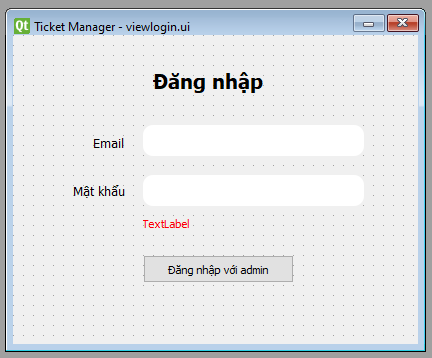 Qt Ticket Manager - viewlogin.ui
Đăng nhập
Email
Mật khẩu
TextLabel
Đăng nhập với admin